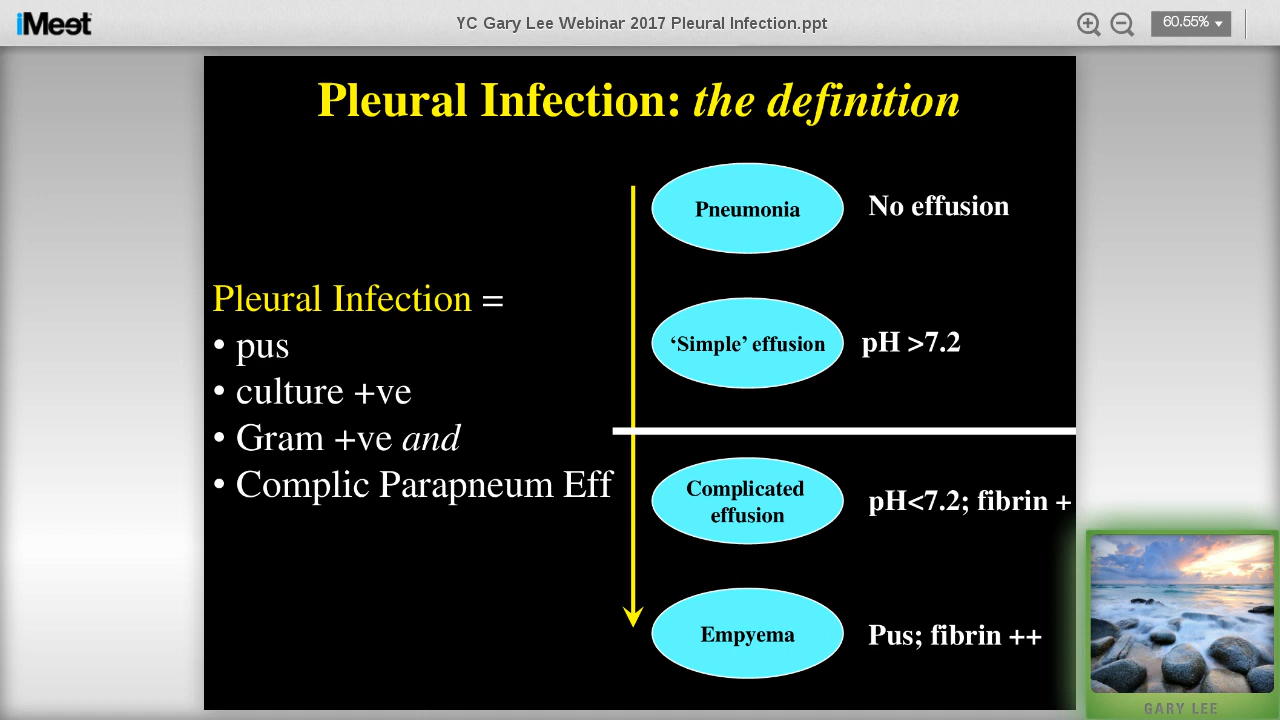 iMeet
YC Gary Lee Webinar 2017 Pleural Infection.ppt
60.55%
Pleural Infection: the definition
Pneumonia
No effusion
Pleural Infection =
• pus
• culture +ve
• Gram +ve and
• Complic Parapneum Eff
‘Simple’ effusion
pH >7.2
Complicated
effusion
pH<7.2; fibrin +
Empyema
Pus; fibrin ++
GARY LEE